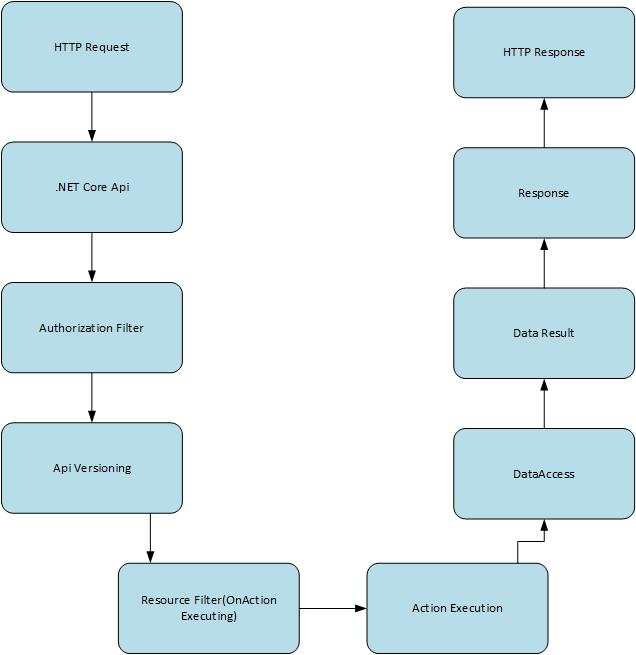 HTTP Request
.NET Core Api
Authorization Filter
Api Versioning
Resource Filter(OnAction
Executing)
Action Execution
DataAccess
Data Result
Response
HTTP Response